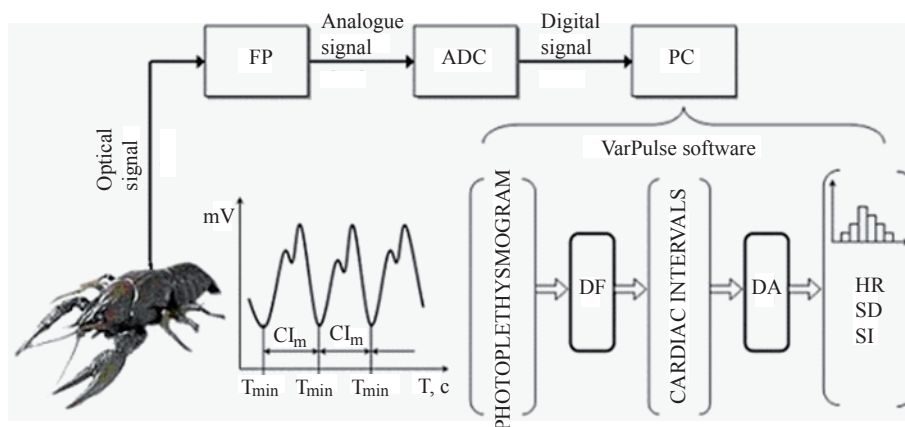 Analogue
signal
Digital
signal
FP
ADC
PC
Optical
signal
VarPulse software
mV
CIm
CIm
Tmin
Tmin
Tmin
T, c
PHOTOPLETHYSMOGRAM
DF
CARDIAC INTERVALS
DA
HR
SD
SI